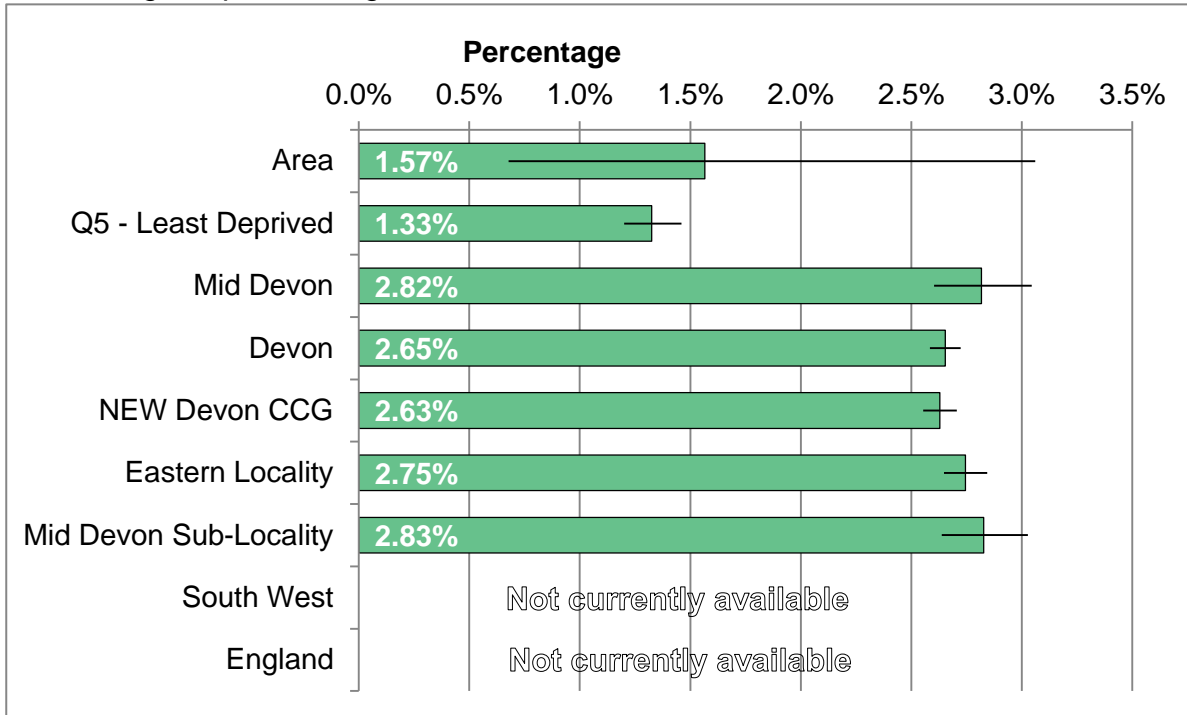 Percentage
0.0% 0.5% 1.0% 1.5% 2.0% 2.5% 3.0% 3.5%
Area 1.57%
Q5 - Least Deprived 1.33%
Mid Devon 2.82%
Devon 2.65%
NEW Devon CCG 2.63%
Eastern Locality 2.75%
Mid Devon Sub-Locality 2.83%
South West Not currently available
England Not currently available